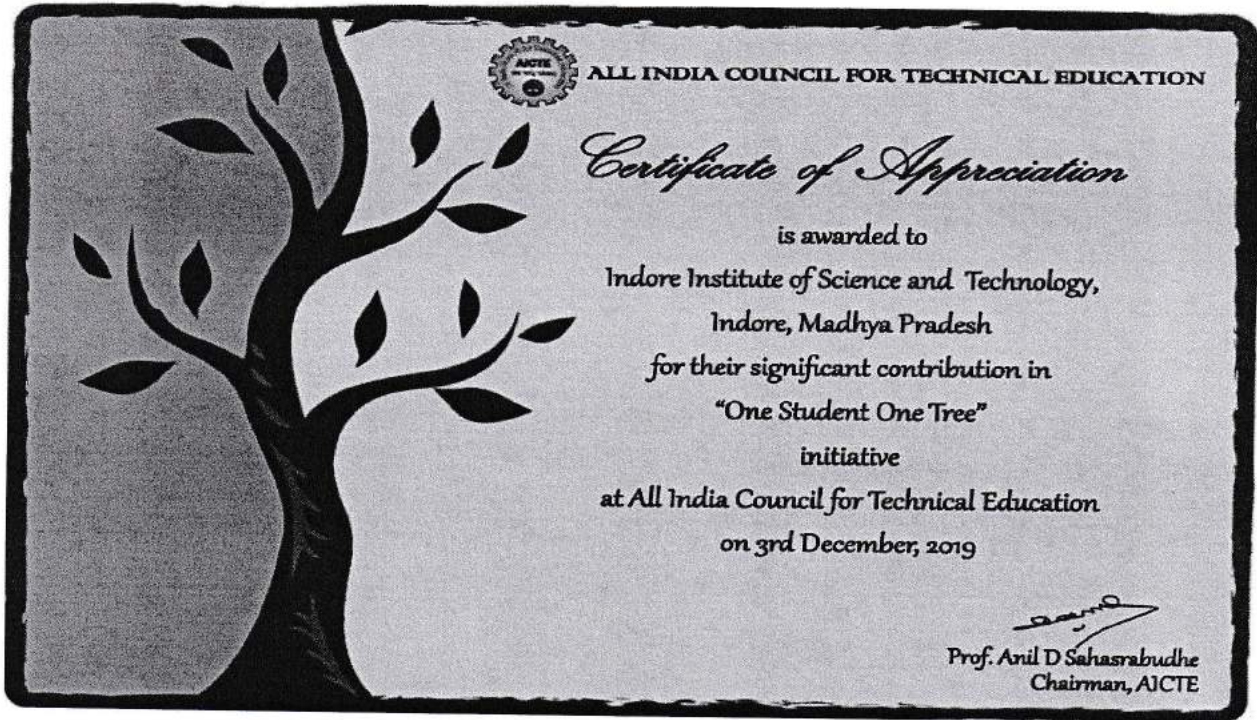 AICTE
ALL INDIA COUNCIL FOR TECHNICAL EDUCATION
Certificate of Appreciation
is awarded to
Indore Institute of Science and Technology,
Indore, Madhya Pradesh
for their significant contribution in
“One Student One Tree”
initiative
at All India Council for Technical Education
on 3rd December, 2019
Prof. Anil D Sahasrabudhe
Chairman, AICTE